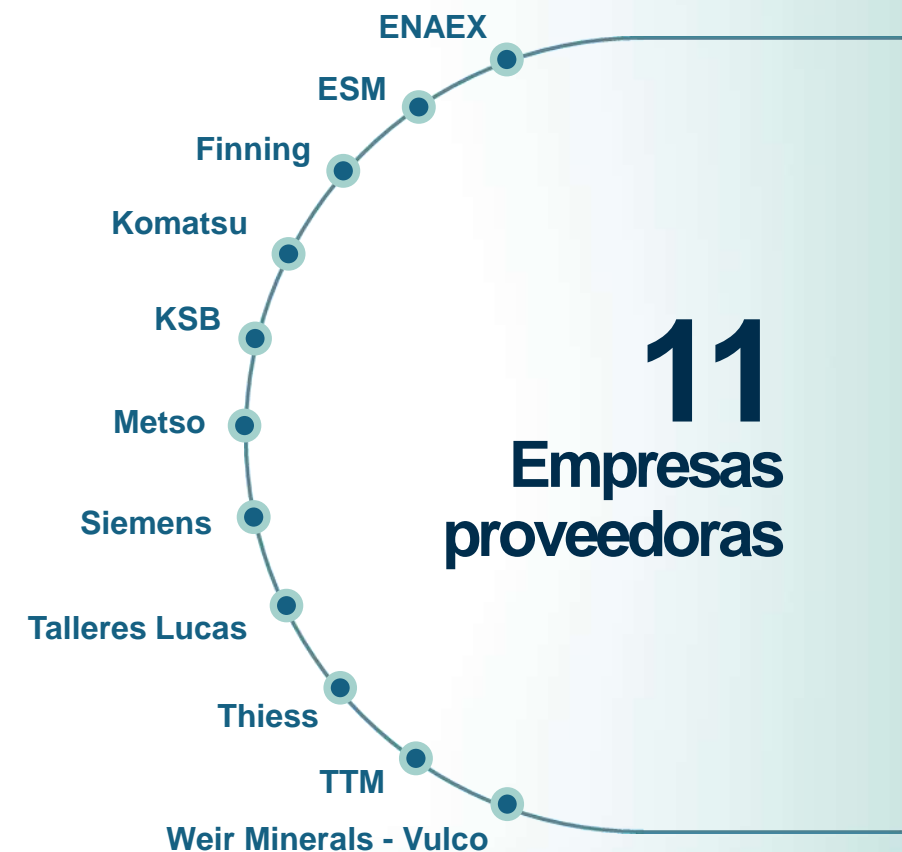 ENAEX
ESM
Finning
Komatsu
KSB
Metso
Siemens
Talleres Lucas
Thiess
TTM
Weir Minerals - Vulco
11
Empresas
proveedoras